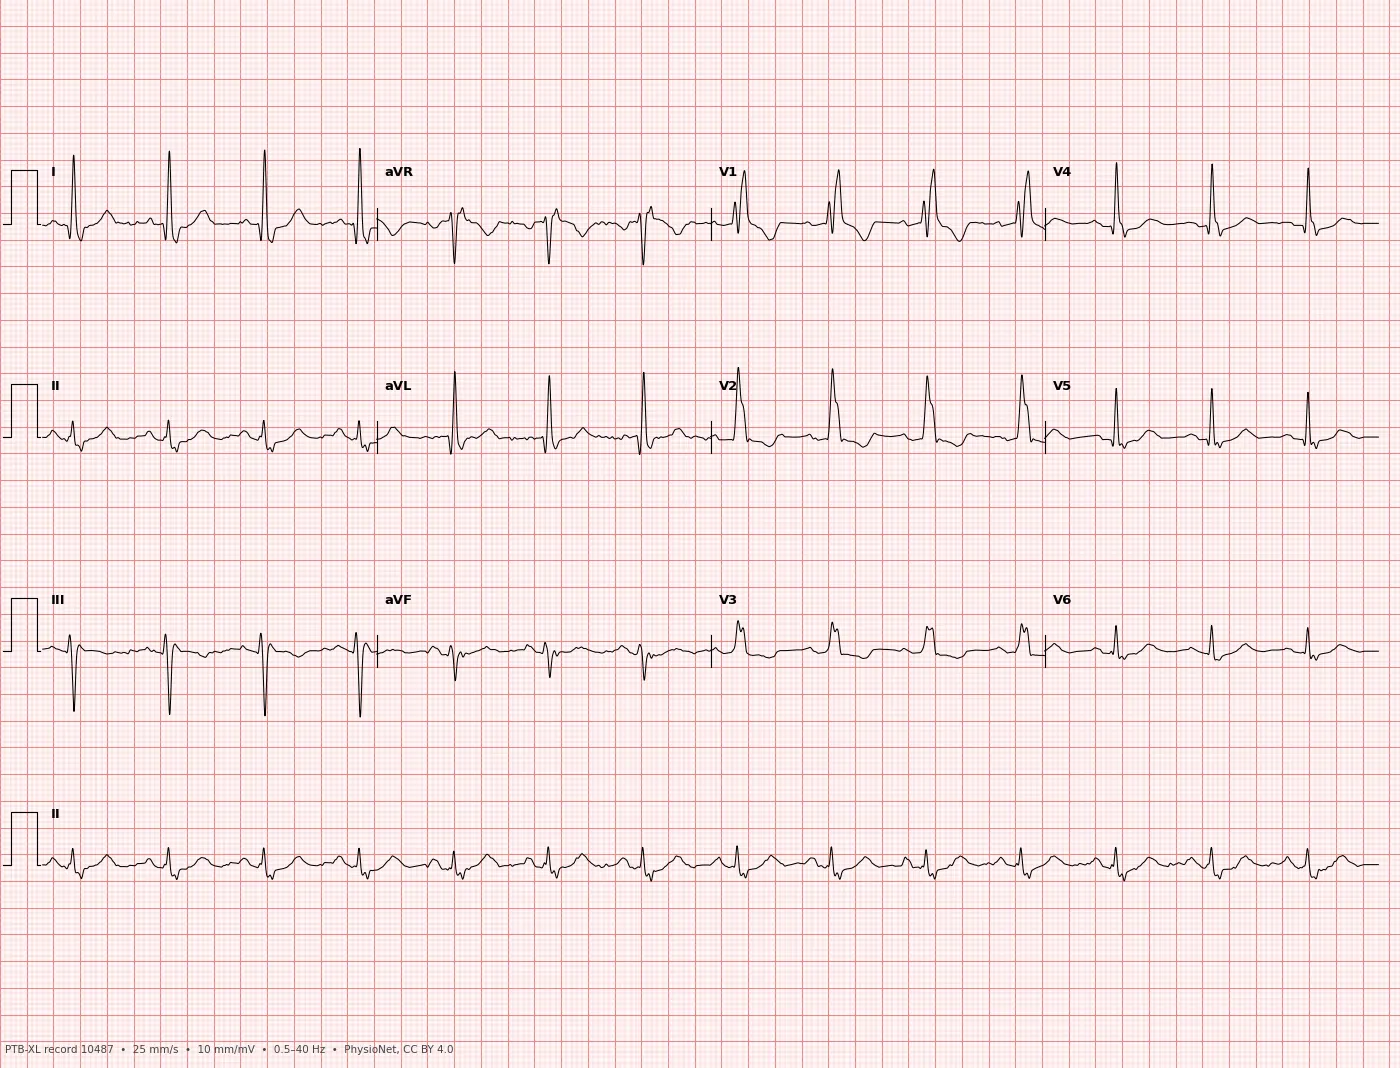 I aVR V1 V4
II aVL V2 V5
III aVF V3 V6
II
PTB-XL record 10487 • 25 mm/s • 10 mm/mV • 0.5–40 Hz • PhysioNet, CC BY 4.0